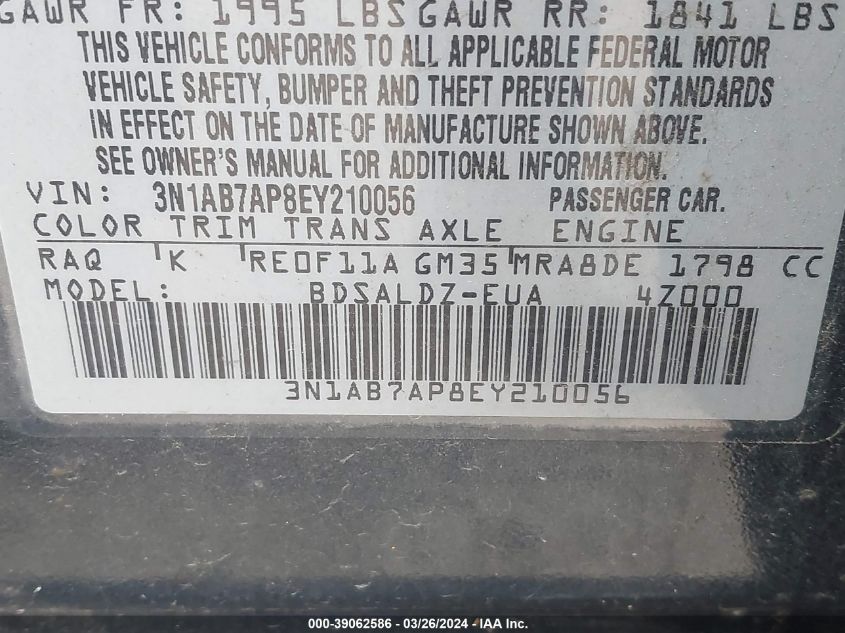 GAWR FR: 1995 LBS GAWR RR: 1841 LBS
THIS VEHICLE CONFORMS TO ALL APPLICABLE FEDERAL MOTOR
VEHICLE SAFETY, BUMPER AND THEFT PREVENTION STANDARDS
IN EFFECT ON THE DATE OF MANUFACTURE SHOWN ABOVE.
SEE OWNER'S MANUAL FOR ADDITIONAL INFORMATION.
VIN: 3N1AB7AP8EY210056 PASSENGER CAR.
COLOR TRIM TRANS AXLE ENGINE
RAQ K RE0F11A GM35 MRA8DE 1798 CC
MODEL: BDSALDZ-EUA 4Z000
3N1AB7AP8EY210056
000-39062586 - 03/26/2024 - IAA Inc.